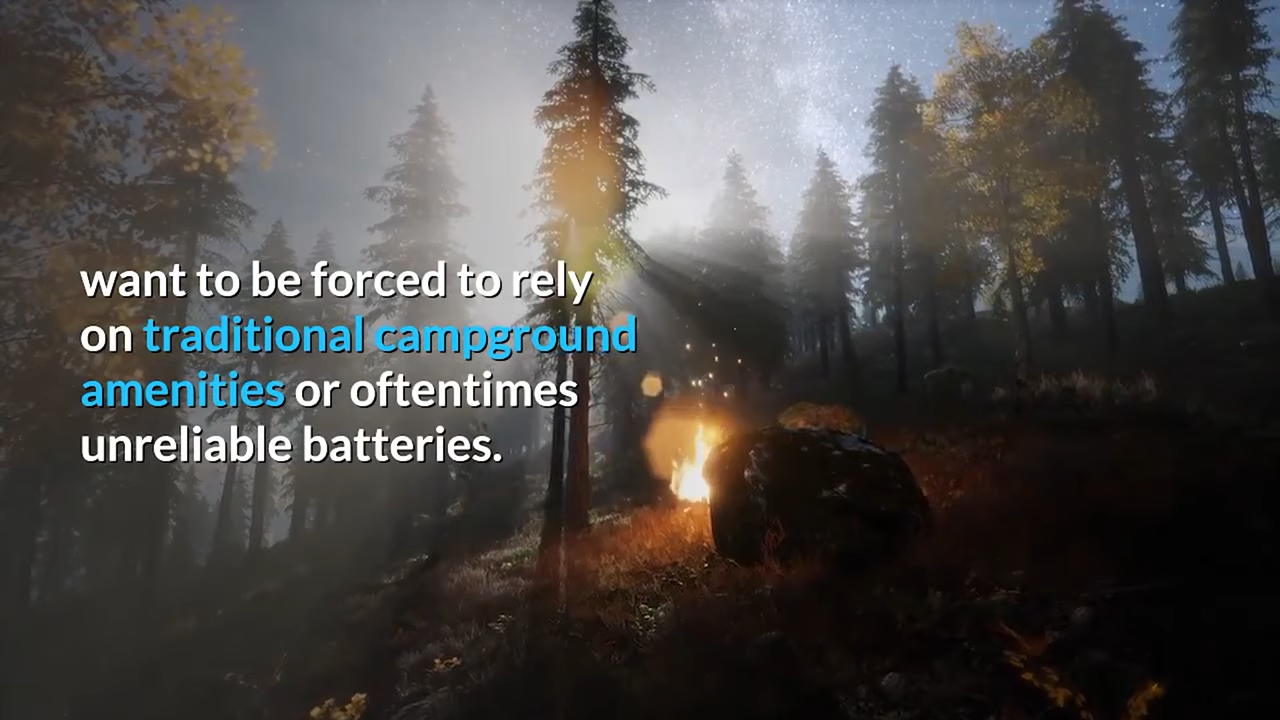 want to be forced to rely
on traditional campground
amenities or oftentimes
unreliable batteries.